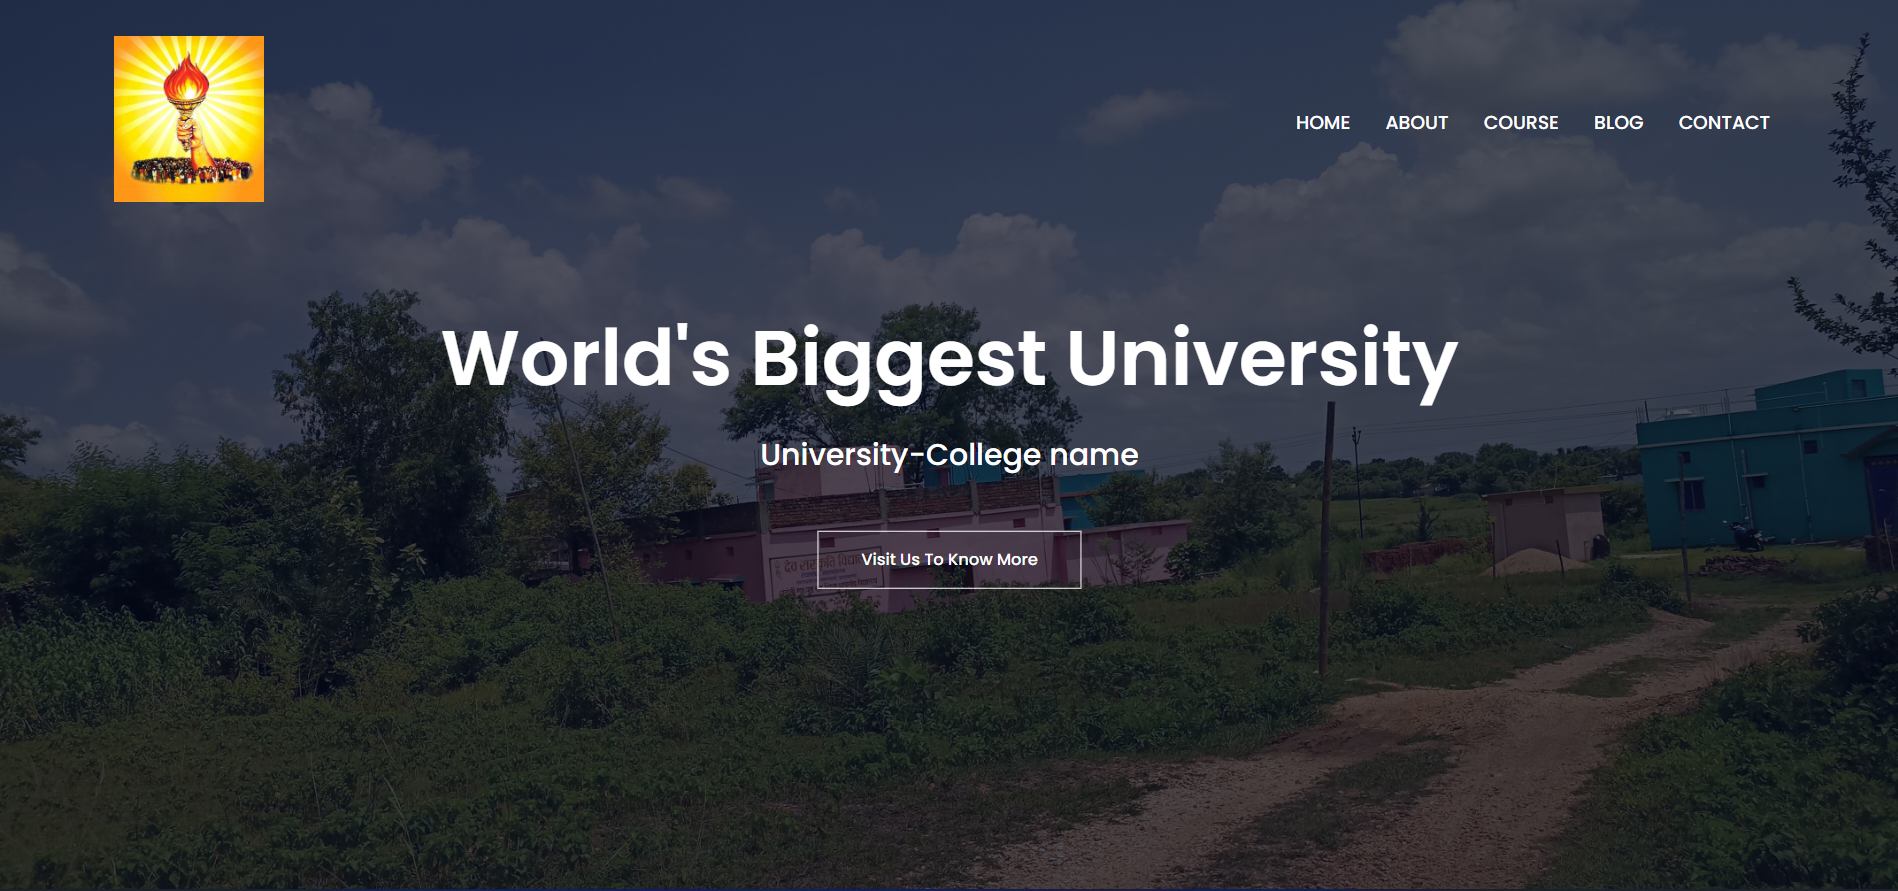 HOME ABOUT COURSE BLOG CONTACT
World's Biggest University
University-College name
Visit Us To Know More
देव संस्कृति विद्या